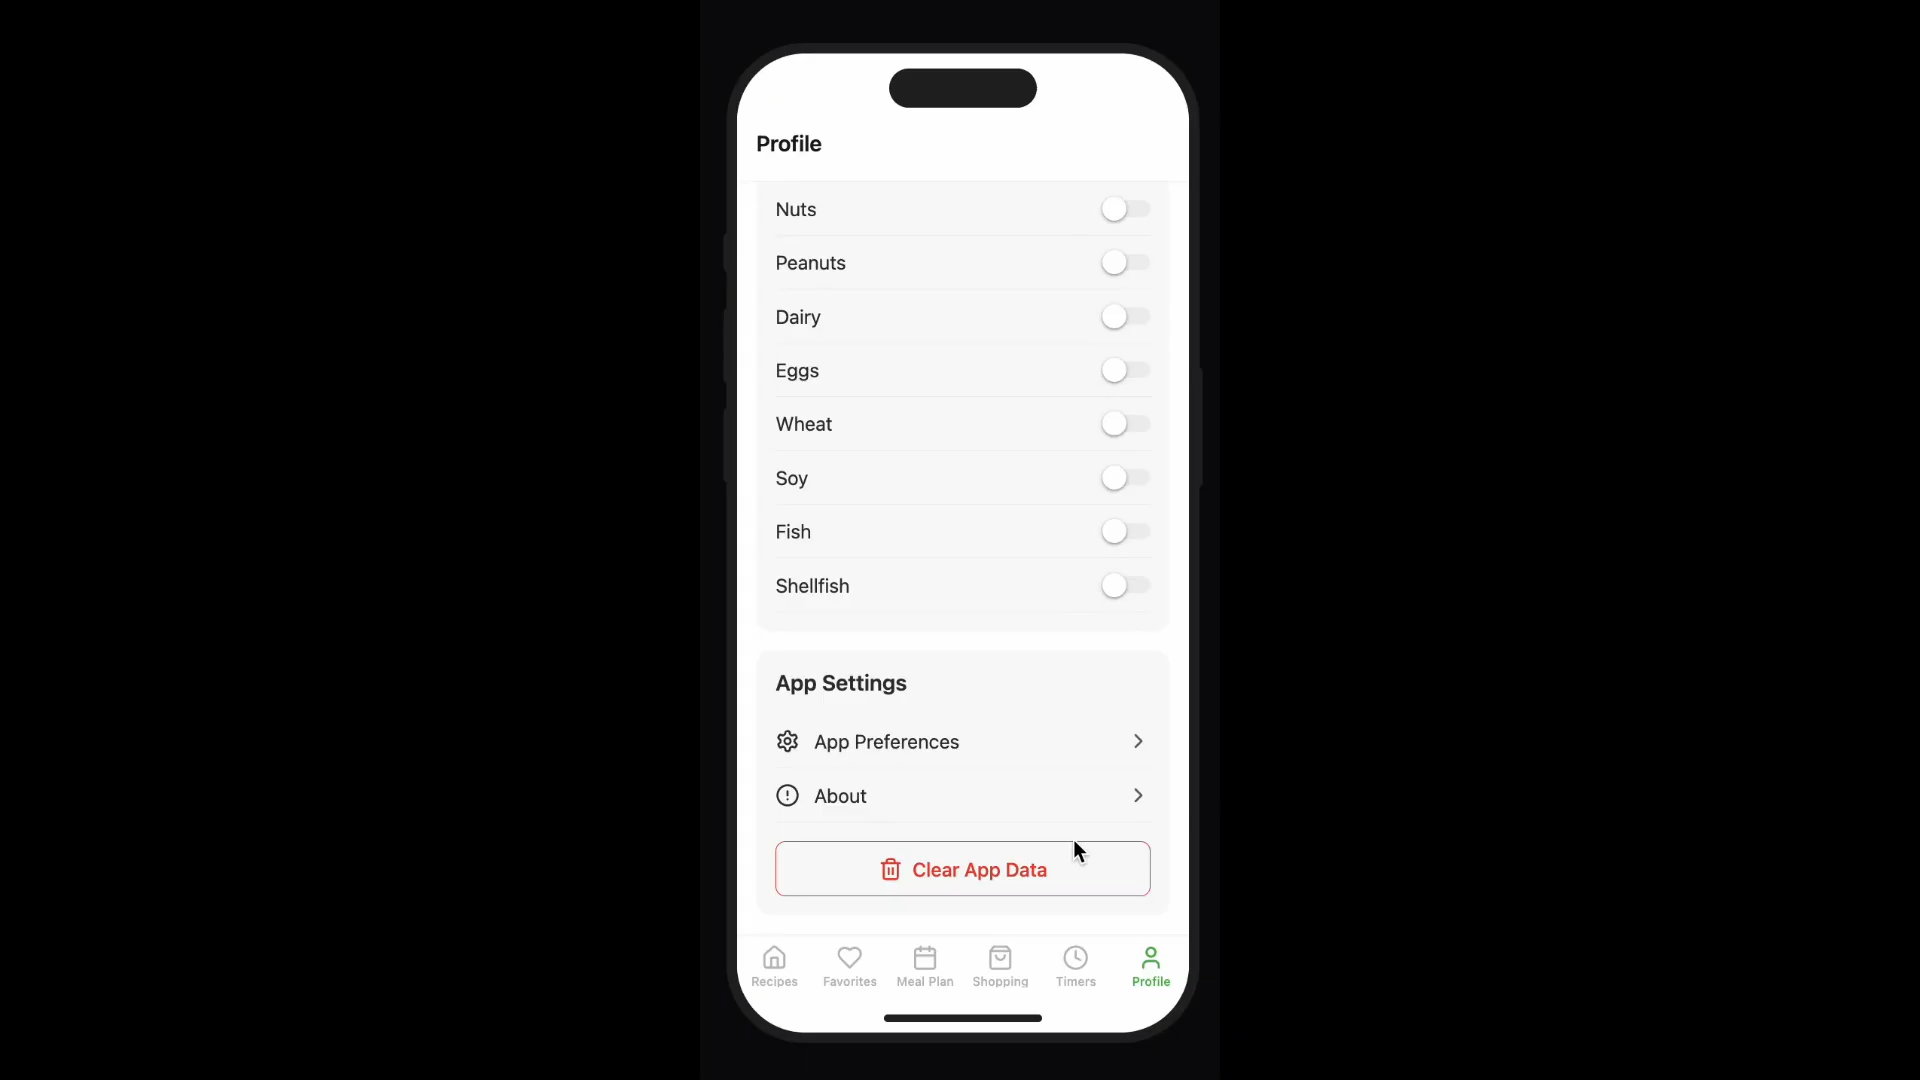 Profile
Nuts
Peanuts
Dairy
Eggs
Wheat
Soy
Fish
Shellfish
App Settings
App Preferences
About
Clear App Data
Recipes Favorites Meal Plan Shopping Timers Profile